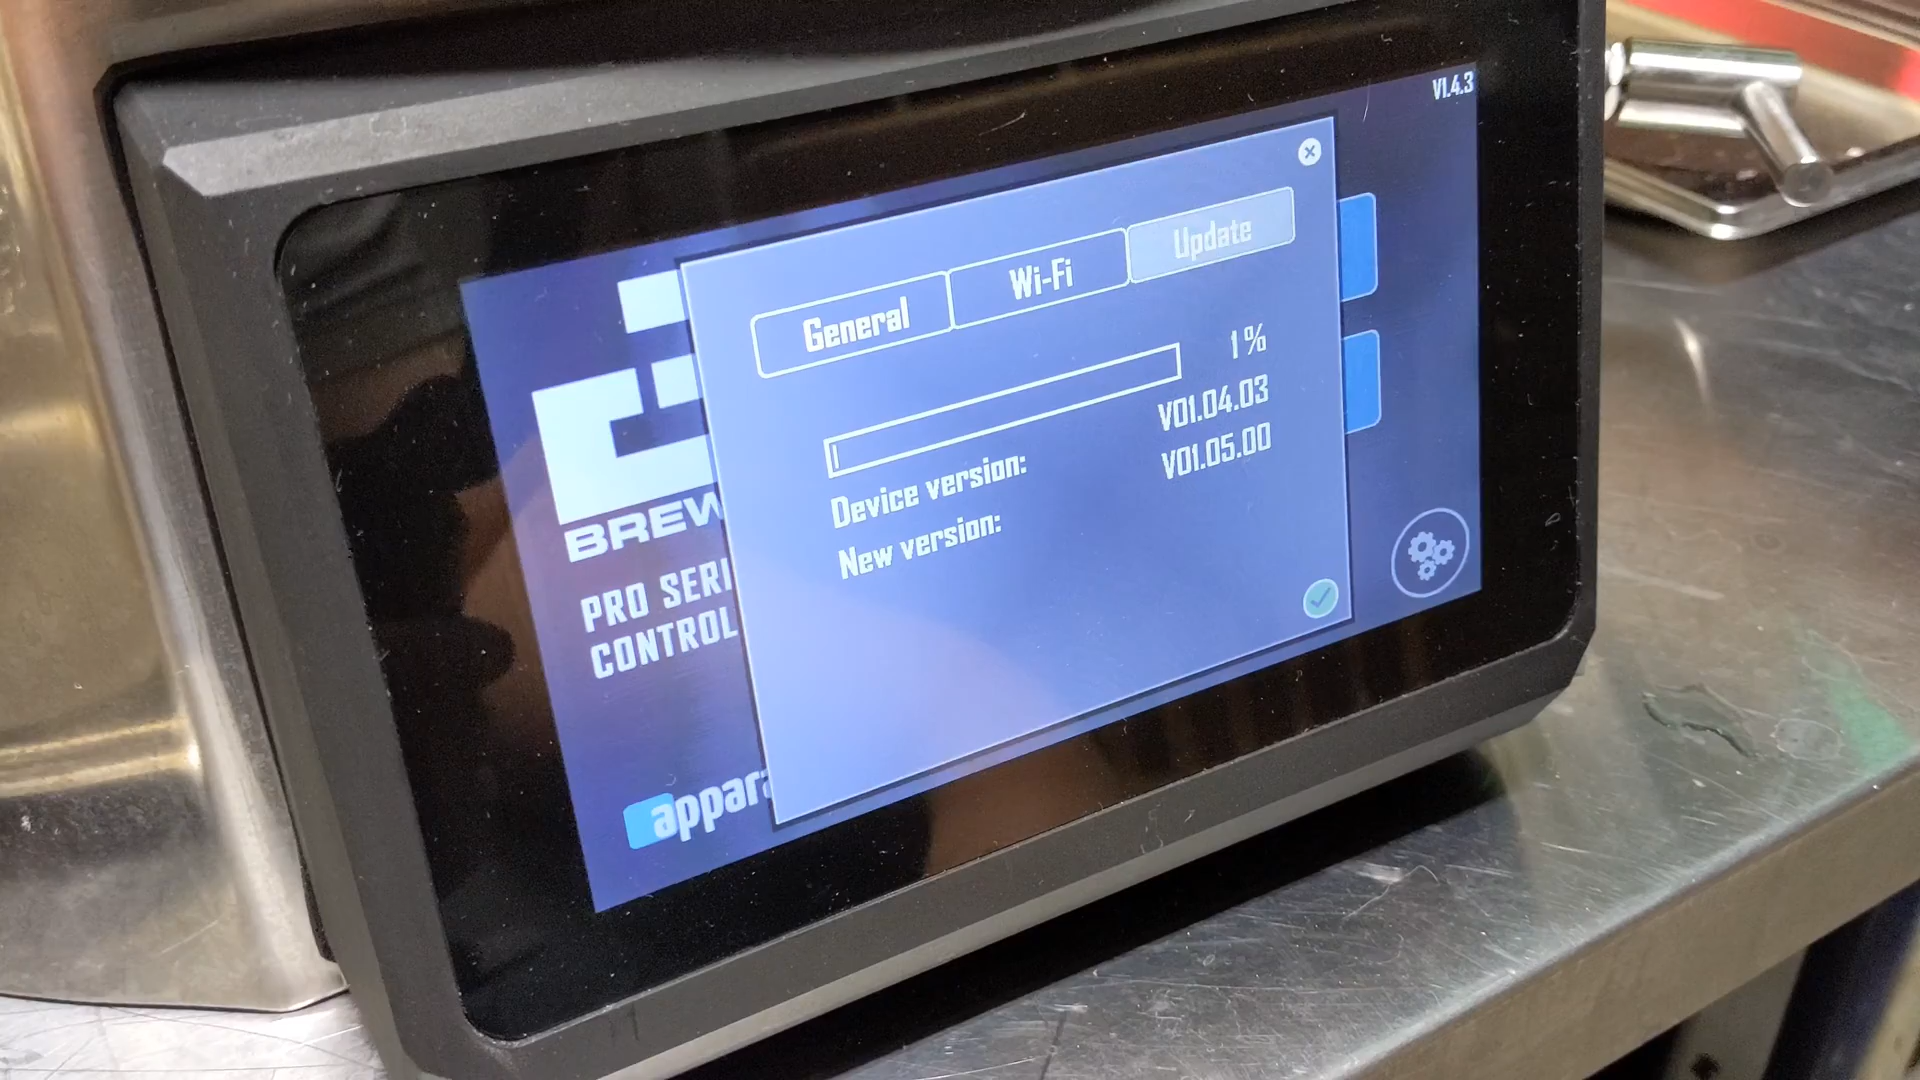 V1.4.3
General
Wi-Fi
Update
1%
Device version: V01.04.03
New version: V01.05.00
BREW
PRO SERI
CONTROL
appara